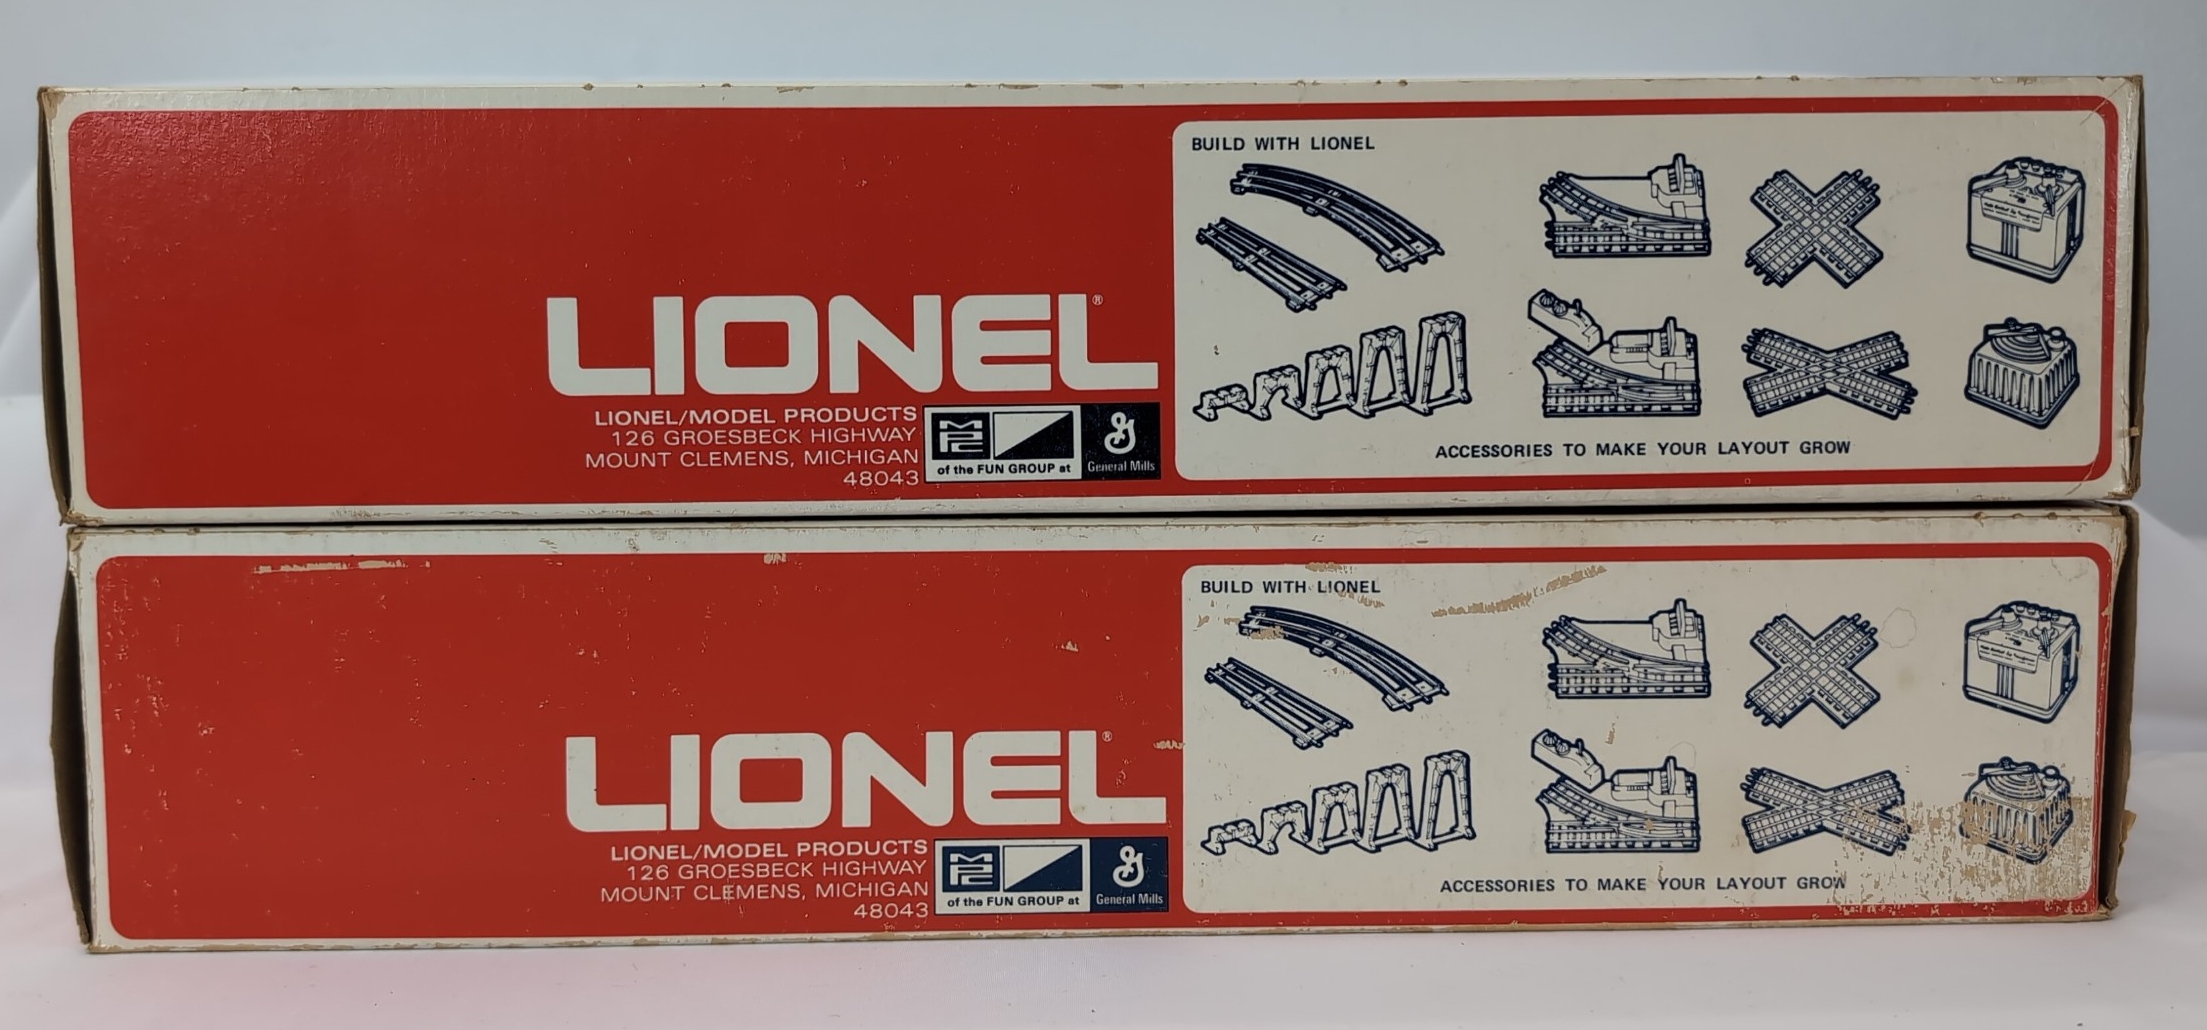 LIONEL®
LIONEL/MODEL PRODUCTS
126 GROESBECK HIGHWAY
MOUNT CLEMENS, MICHIGAN
48043
MPC
of the FUN GROUP at
General Mills
BUILD WITH LIONEL
ACCESSORIES TO MAKE YOUR LAYOUT GROW
LIONEL®
LIONEL/MODEL PRODUCTS
126 GROESBECK HIGHWAY
MOUNT CLEMENS, MICHIGAN
48043
MPC
of the FUN GROUP at
General Mills
BUILD WITH LIONEL
ACCESSORIES TO MAKE YOUR LAYOUT GROW